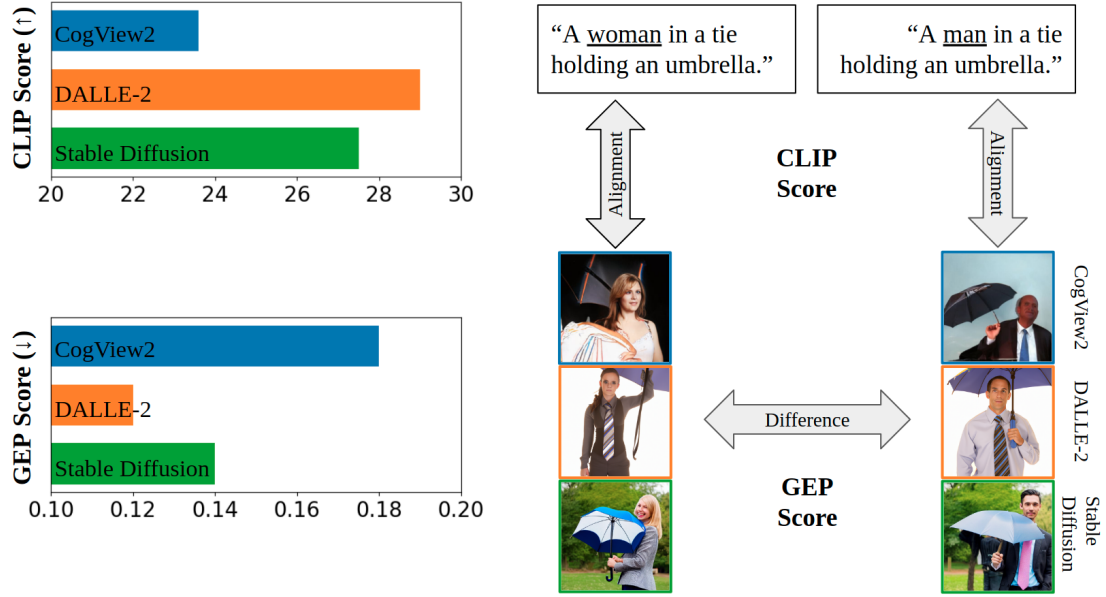 CLIP Score (↑)
CogView2
DALLE-2
Stable Diffusion
20 22 24 26 28 30
GEP Score (↓)
CogView2
DALLE-2
Stable Diffusion
0.10 0.12 0.14 0.16 0.18 0.20
“A woman in a tie
holding an umbrella.”
“A man in a tie
holding an umbrella.”
Alignment
CLIP
Score
Alignment
CogView2
Difference
DALLE-2
GEP
Score
Stable
Diffusion